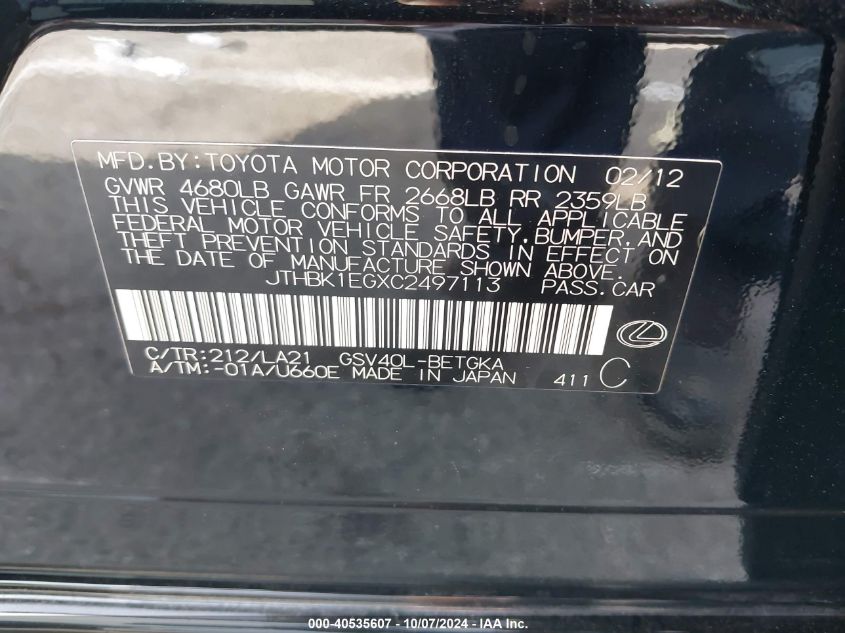 MFD.BY:TOYOTA MOTOR CORPORATION 02/12
GVWR 4680LB GAWR FR 2668LB RR 2359LB
THIS VEHICLE CONFORMS TO ALL APPLICABLE
FEDERAL MOTOR VEHICLE SAFETY,BUMPER,AND
THEFT PREVENTION STANDARDS IN EFFECT ON
THE DATE OF MANUFACTURE SHOWN ABOVE.
JTHBK1EGXC2497113 PASS.CAR
C/TR:212/LA21 GSV40L-BETGKA
A/TM:-01A/U660E MADE IN JAPAN 411 C
000-40535607 - 10/07/2024 - IAA Inc.